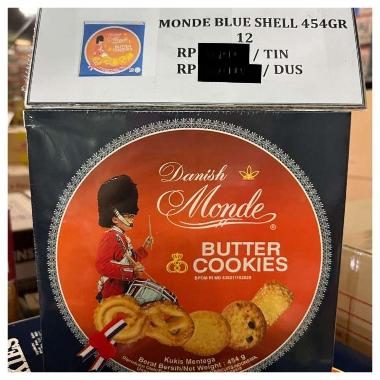 MONDE BLUE SHELL 454GR
12
RP / TIN
RP / DUS
Danish
Monde®
BUTTER
COOKIES
Kukis Mentega
Berat Bersih/Net Weight : 454 g